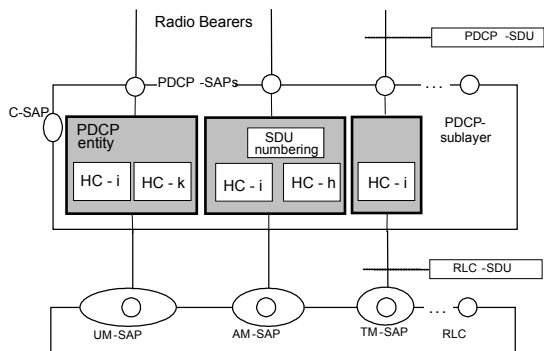 Radio Bearers
PDCP -SDU
PDCP -SAPs
...
C-SAP
PDCP
entity
SDU
numbering
PDCP-
sublayer
HC - i
HC - k
HC - i
HC - h
HC - i
RLC -SDU
...
UM-SAP
AM-SAP
TM-SAP
RLC